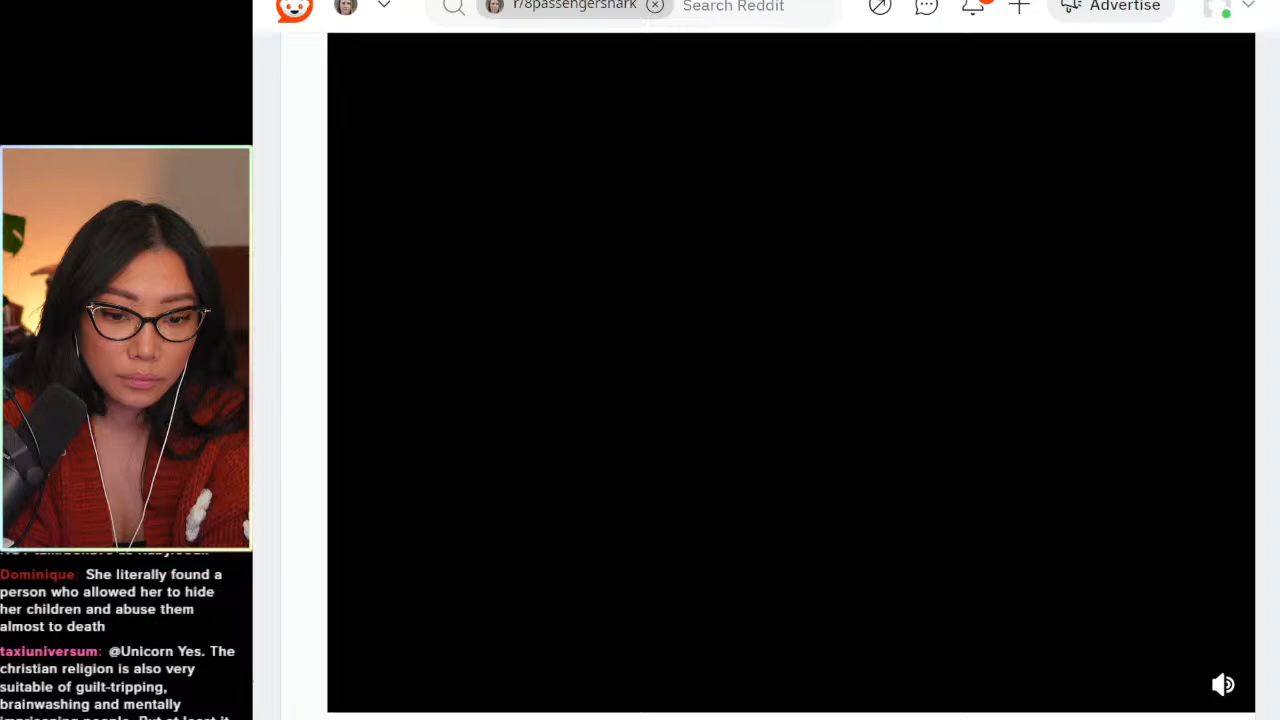 r/8passengersnark
Search Reddit
Advertise
Dominique: She literally found a
person who allowed her to hide
her children and abuse them
almost to death
taxiuniversum: @Unicorn Yes. The
christian religion is also very
suitable of guilt-tripping,
brainwashing and mentally